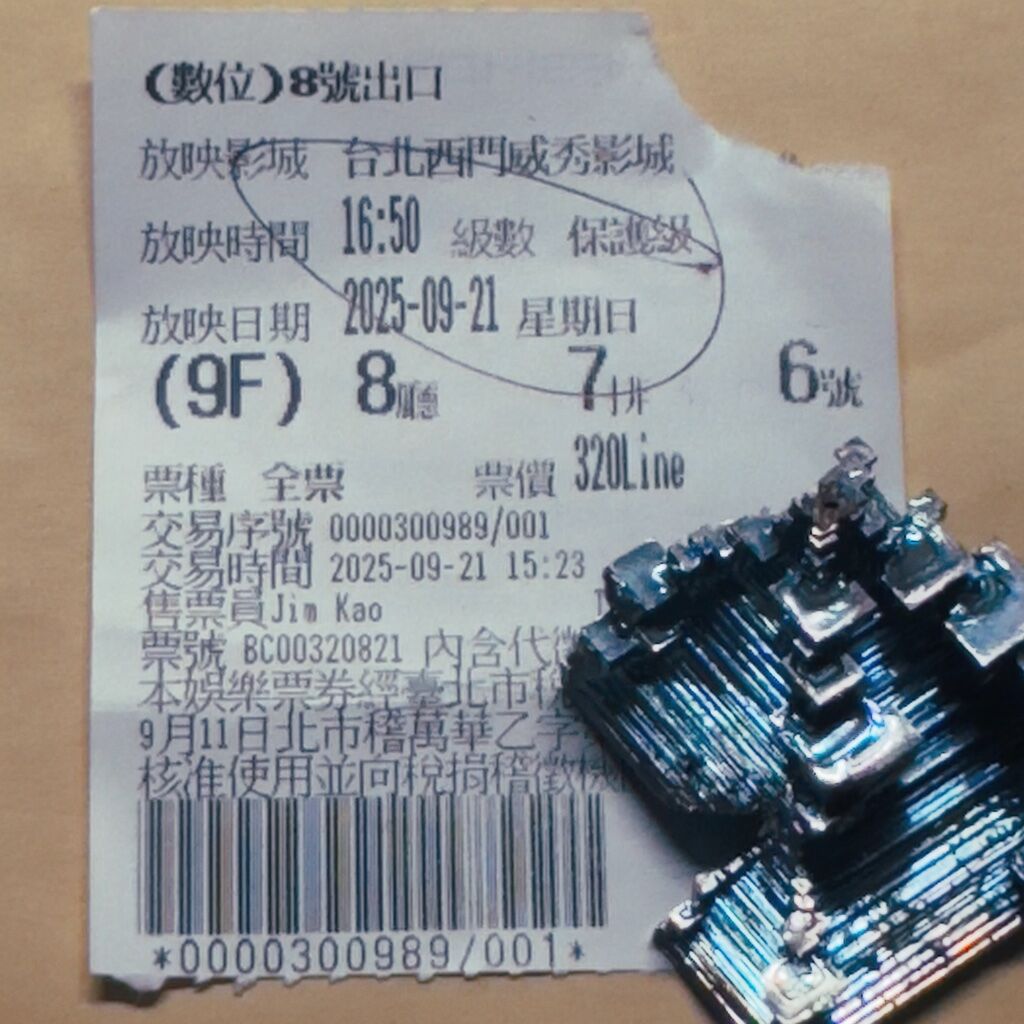 (數位)8號出口
放映影城 台北西門威秀影城
放映時間 16:50 級數 保護級
放映日期 2025-09-21 星期日
(9F) 8廳 7排 6號
票種 全票 票價 320Line
交易序號 0000300989/001
交易時間 2025-09-21 15:23
售票員Jim Kao
票號 BC00320821 內含代徵
本娛樂票券經臺北市稅
9月11日北市稽萬華乙字
核准使用並向稅捐稽徵機
*0000300989/001*